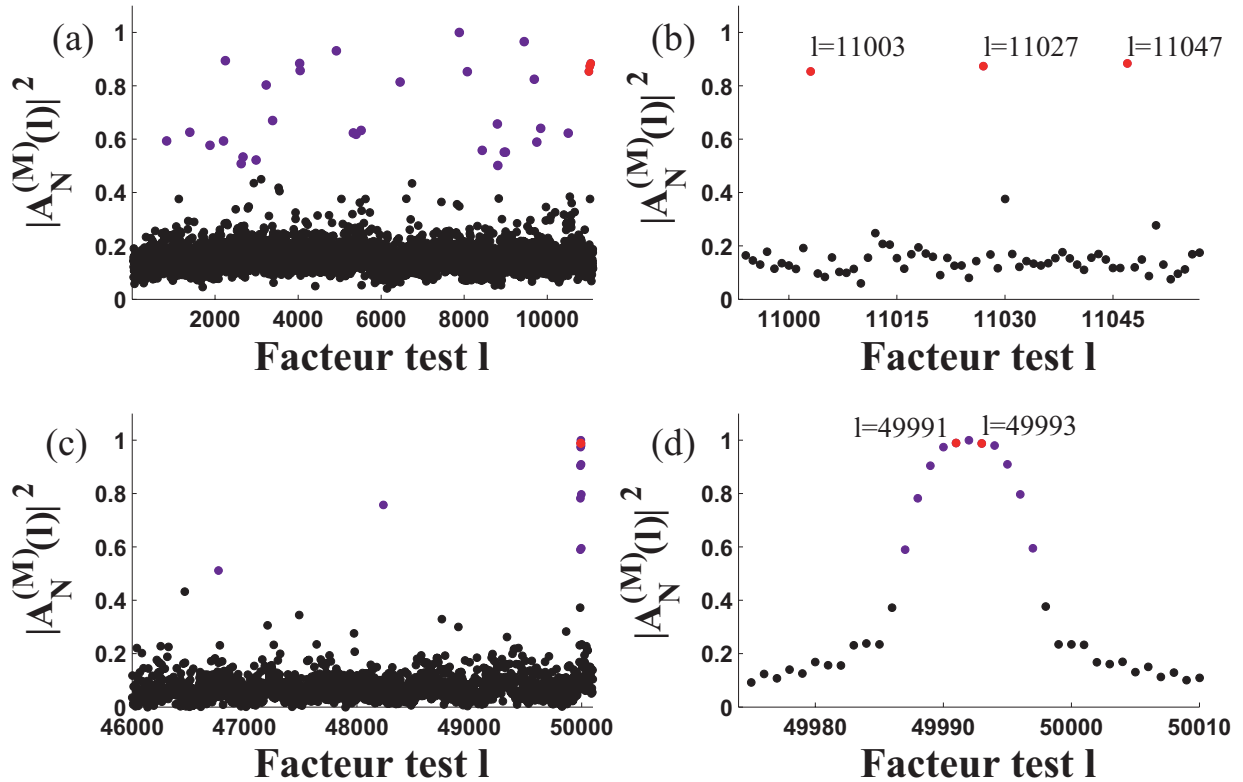 (a)
|A_N^(M)(l)|^2
1
0.8
0.6
0.4
0.2
0
2000 4000 6000 8000 10000
Facteur test l
(b)
|A_N^(M)(l)|^2
1
0.8
0.6
0.4
0.2
0
l=11003 l=11027 l=11047
11000 11015 11030 11045
Facteur test l
(c)
|A_N^(M)(l)|^2
1
0.8
0.6
0.4
0.2
0
46000 47000 48000 49000 50000
Facteur test l
(d)
|A_N^(M)(l)|^2
1
0.8
0.6
0.4
0.2
0
l=49991 l=49993
49980 49990 50000 50010
Facteur test l